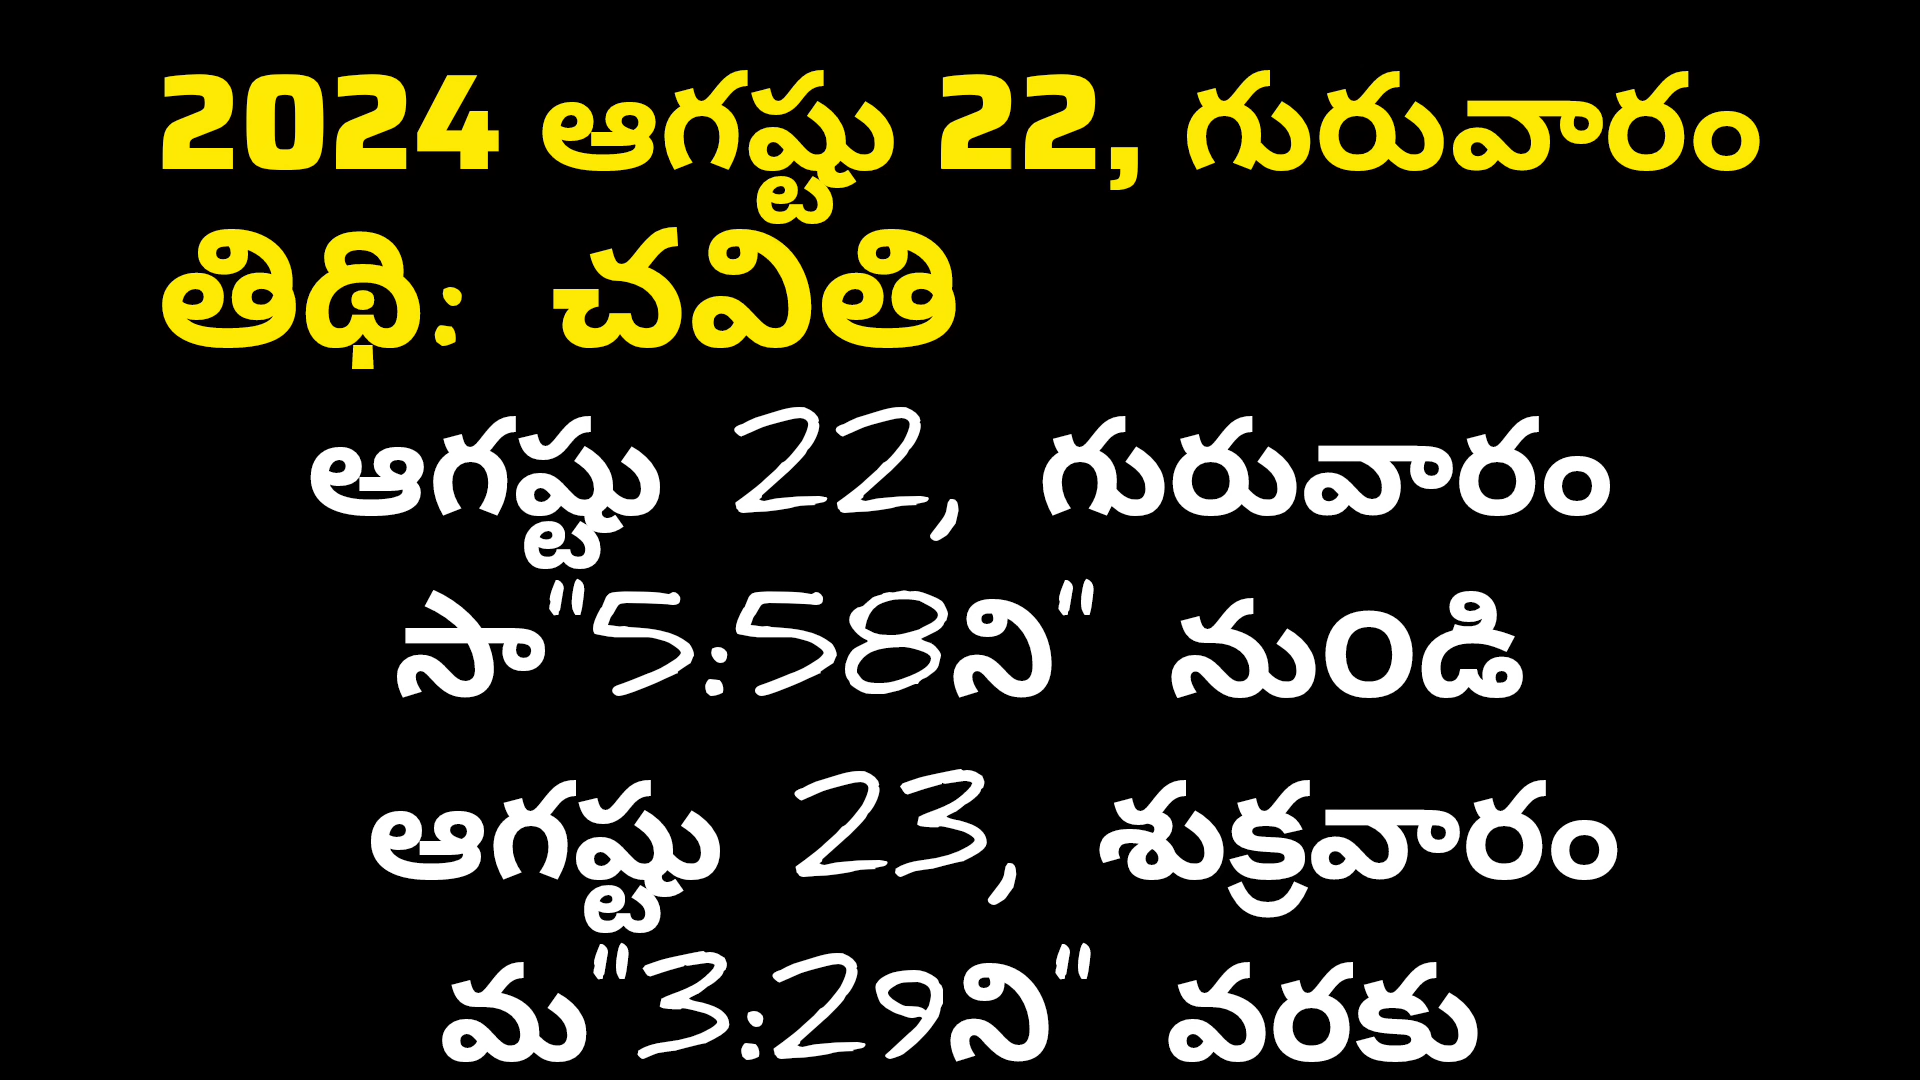 2024 ఆగష్టు 22, గురువారం
తిథి: చవితి
ఆగష్టు 22, గురువారం
సా"5:58ని" నుండి
ఆగష్టు 23, శుక్రవారం
మ"3:29ని" వరకు